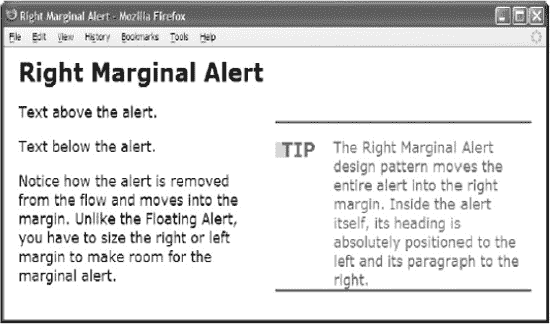 Right Marginal Alert - Mozilla Firefox
File Edit View History Bookmarks Tools Help
Right Marginal Alert
Text above the alert.
Text below the alert.
Notice how the alert is removed
from the flow and moves into the
margin. Unlike the Floating Alert,
you have to size the right or left
margin to make room for the
marginal alert.
TIP
The Right Marginal Alert
design pattern moves the
entire alert into the right
margin. Inside the alert
itself, its heading is
absolutely positioned to the
left and its paragraph to the
right.